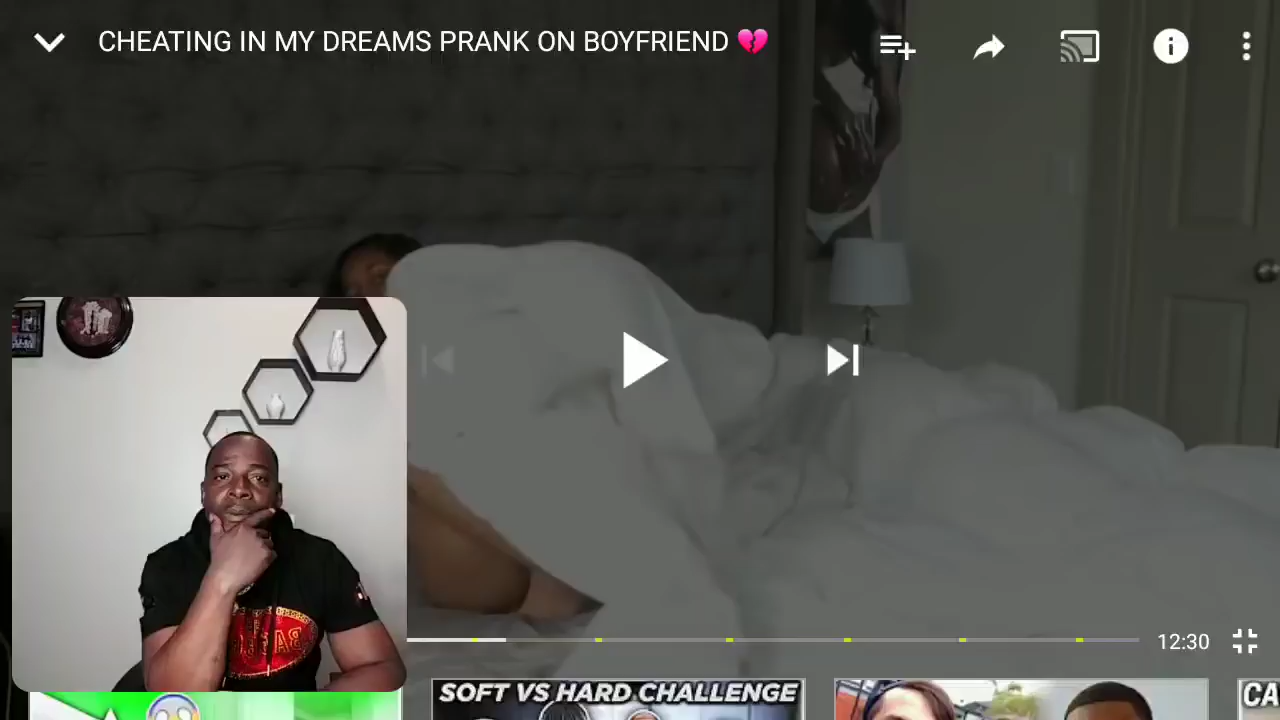 CHEATING IN MY DREAMS PRANK ON BOYFRIEND 💔
12:30
SOFT VS HARD CHALLENGE
CA